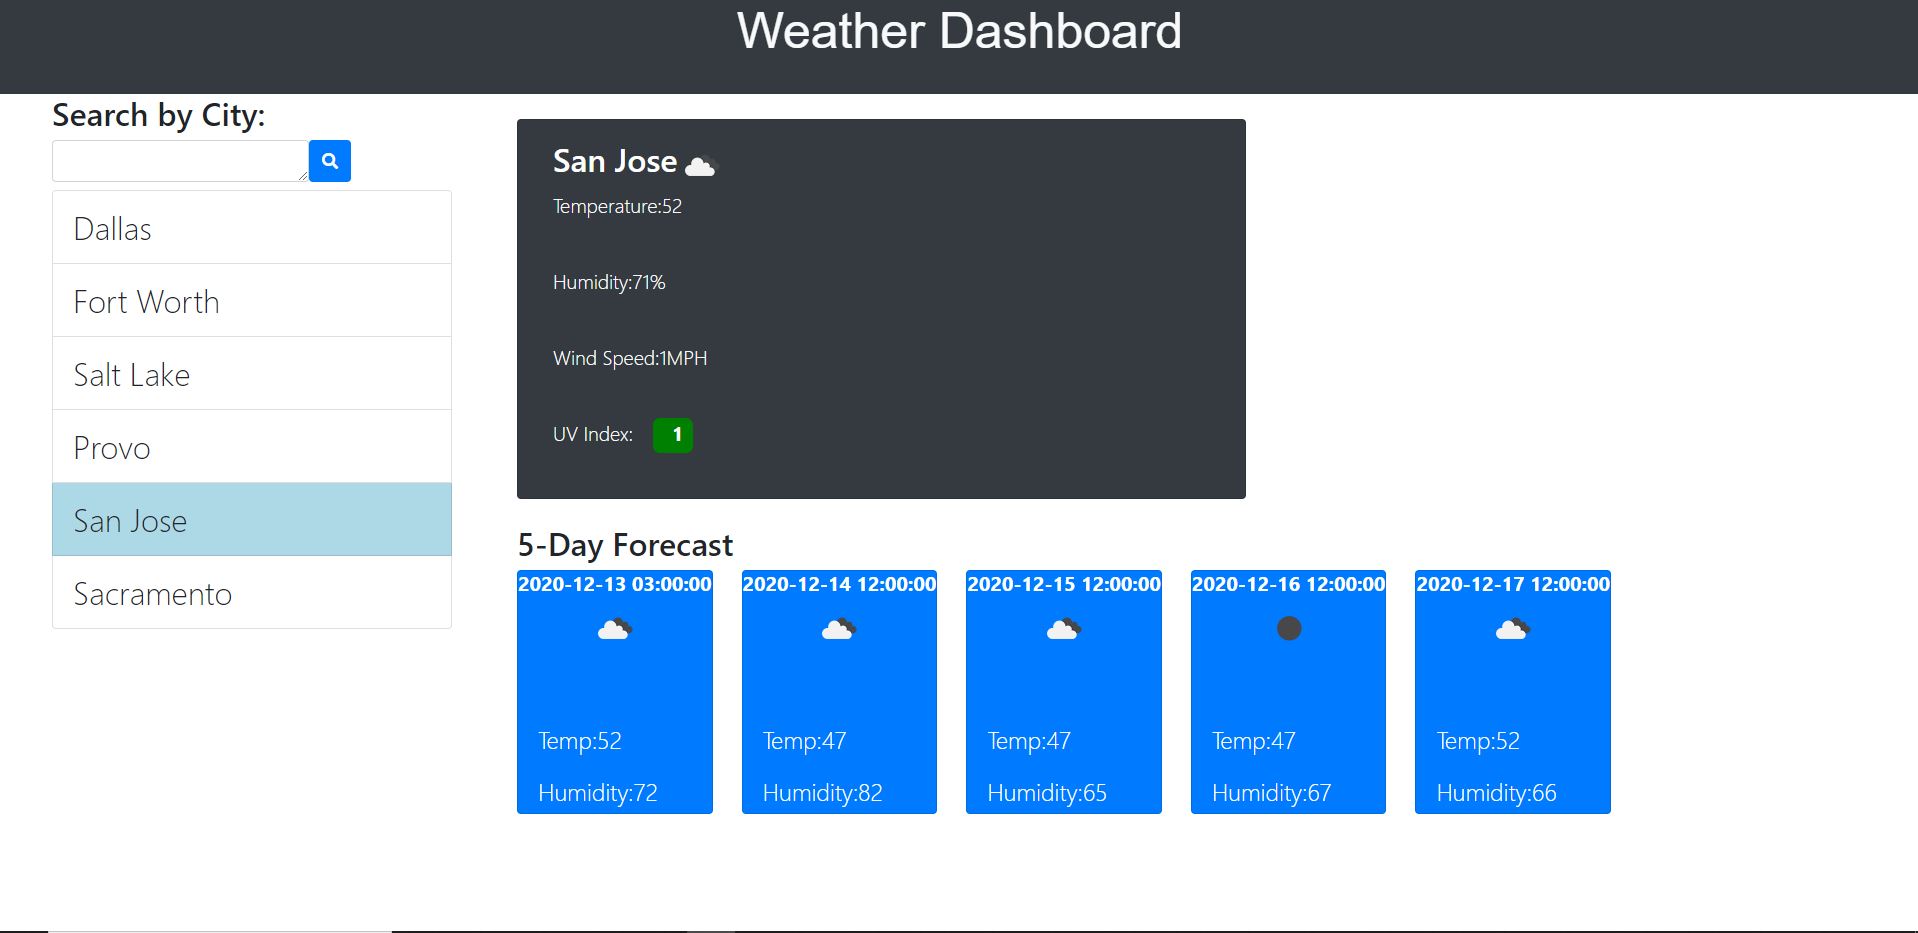 Weather Dashboard
Search by City:
Dallas
Fort Worth
Salt Lake
Provo
San Jose
Sacramento
San Jose
Temperature:52
Humidity:71%
Wind Speed:1MPH
UV Index: 1
5-Day Forecast
2020-12-13 03:00:00
Temp:52
Humidity:72
2020-12-14 12:00:00
Temp:47
Humidity:82
2020-12-15 12:00:00
Temp:47
Humidity:65
2020-12-16 12:00:00
Temp:47
Humidity:67
2020-12-17 12:00:00
Temp:52
Humidity:66